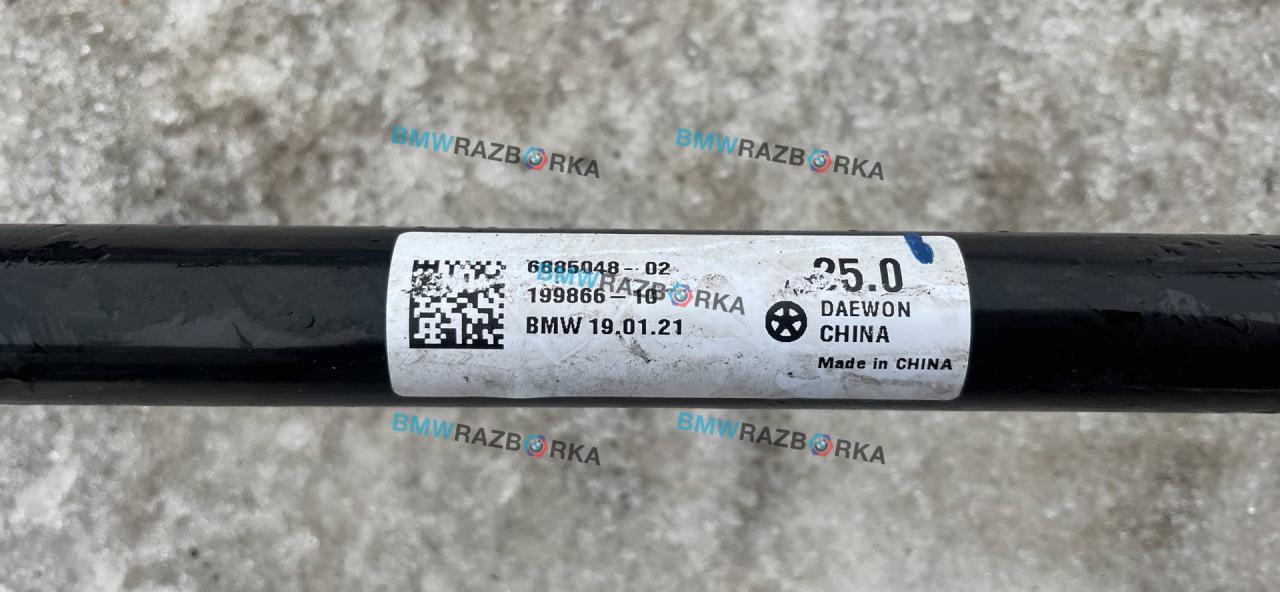 BMWRAZBORKA BMWRAZBORKA
6885048-02
199866-10
BMW 19.01.21
BMWRAZBORKA
25.0
DAEWON
CHINA
Made in CHINA
BMWRAZBORKA BMWRAZBORKA